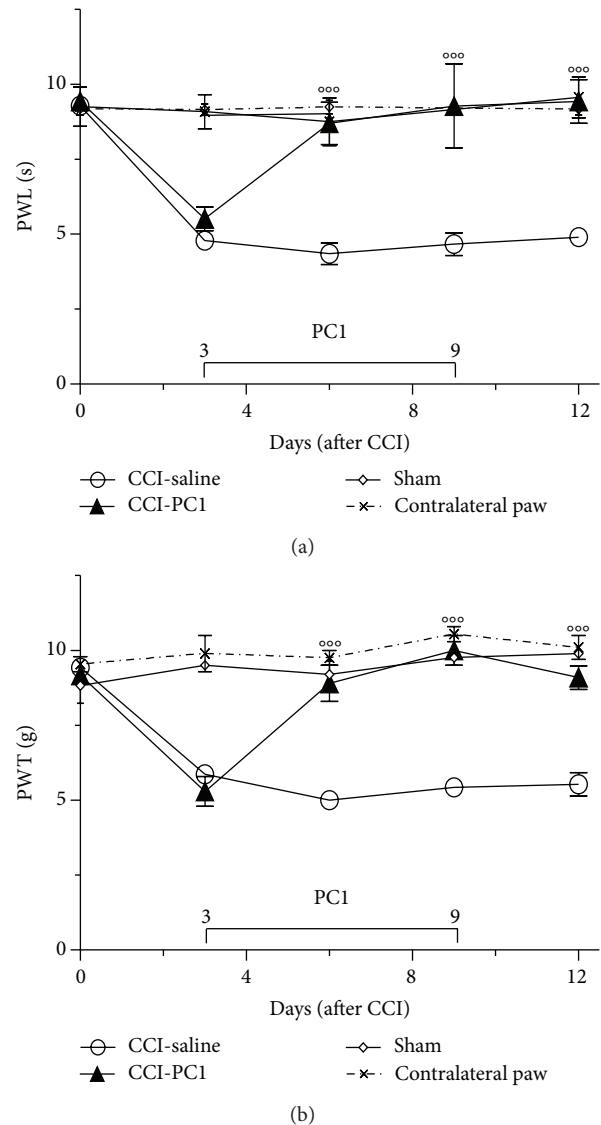 10
5
0
PWL (s)
°°° °°° °°°
PC1
3 9
0 4 8 12
Days (after CCI)
CCI-saline Sham
CCI-PC1 Contralateral paw
(a)
10
5
0
PWT (g)
°°° °°° °°°
PC1
3 9
0 4 8 12
Days (after CCI)
CCI-saline Sham
CCI-PC1 Contralateral paw
(b)